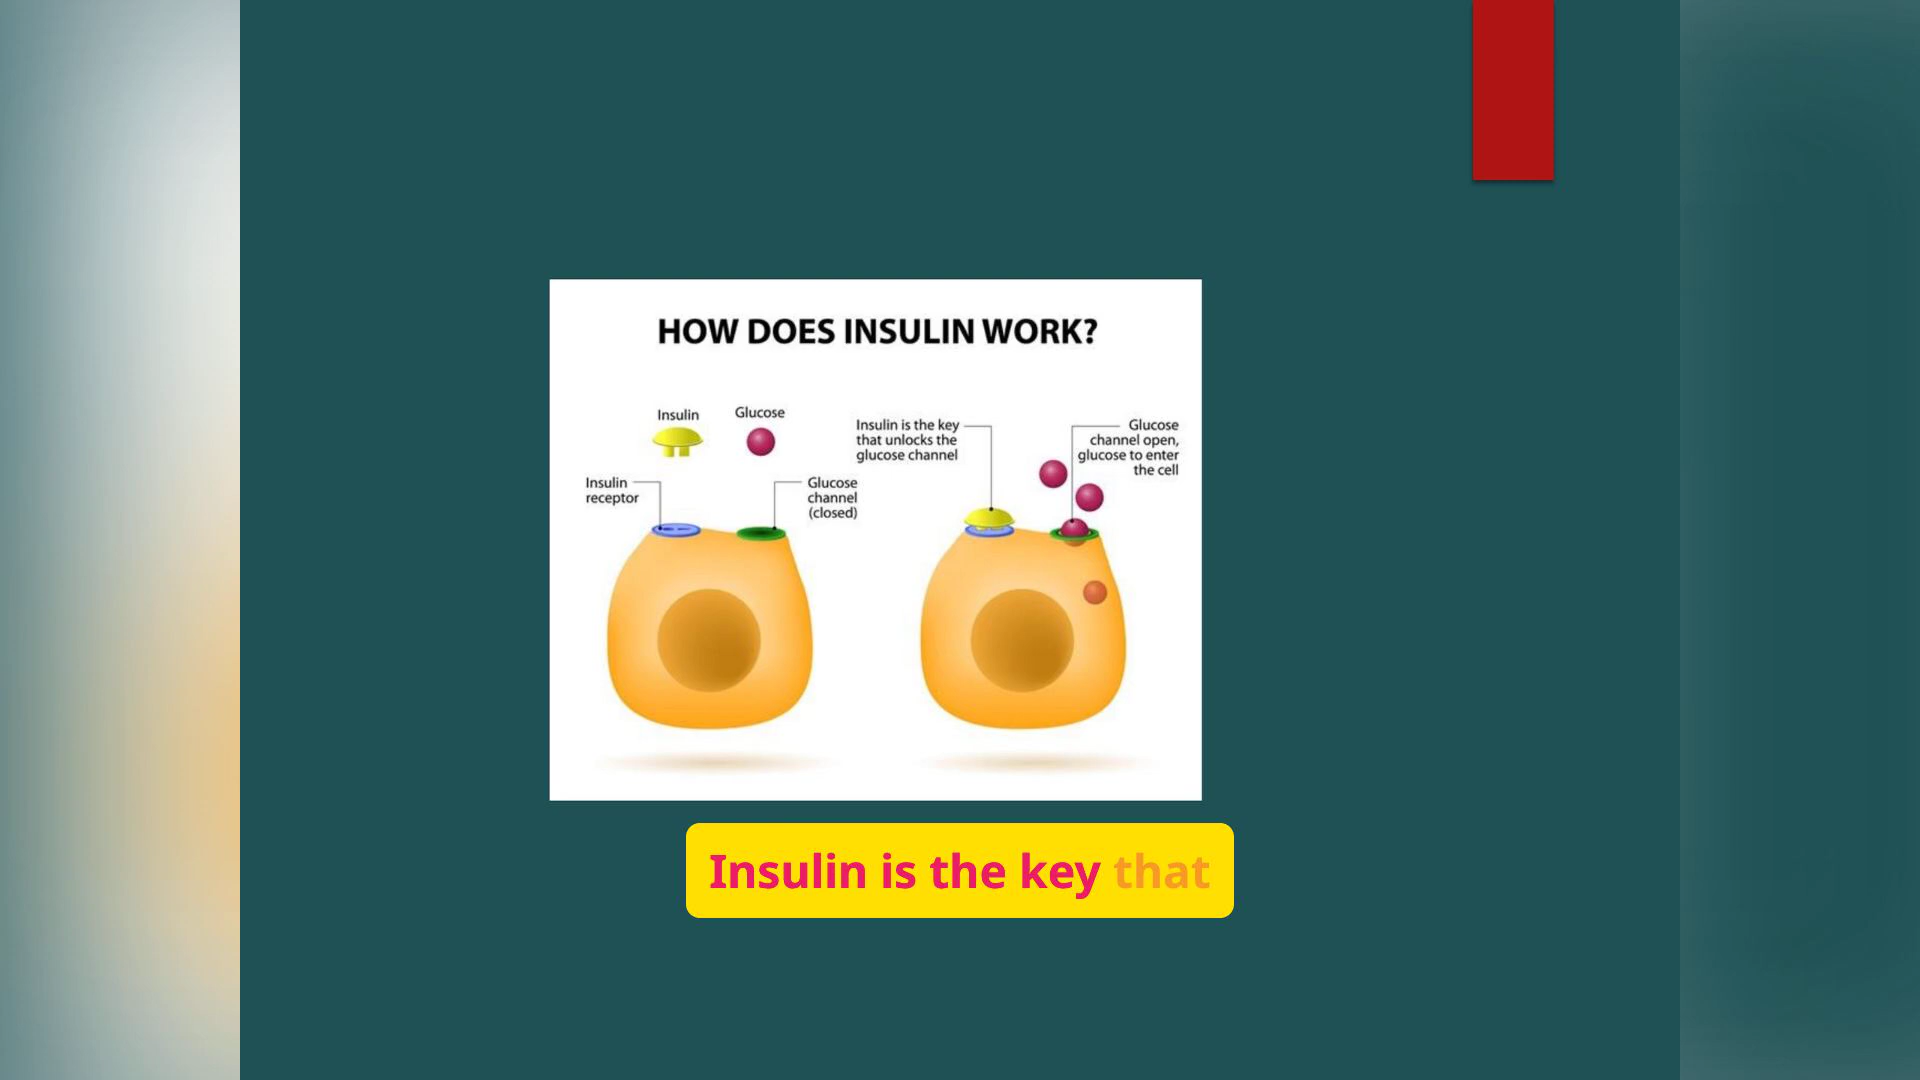 HOW DOES INSULIN WORK?
Insulin
Glucose
Insulin
receptor
Glucose
channel
(closed)
Insulin is the key
that unlocks the
glucose channel
Glucose
channel open,
glucose to enter
the cell
Insulin is the key that